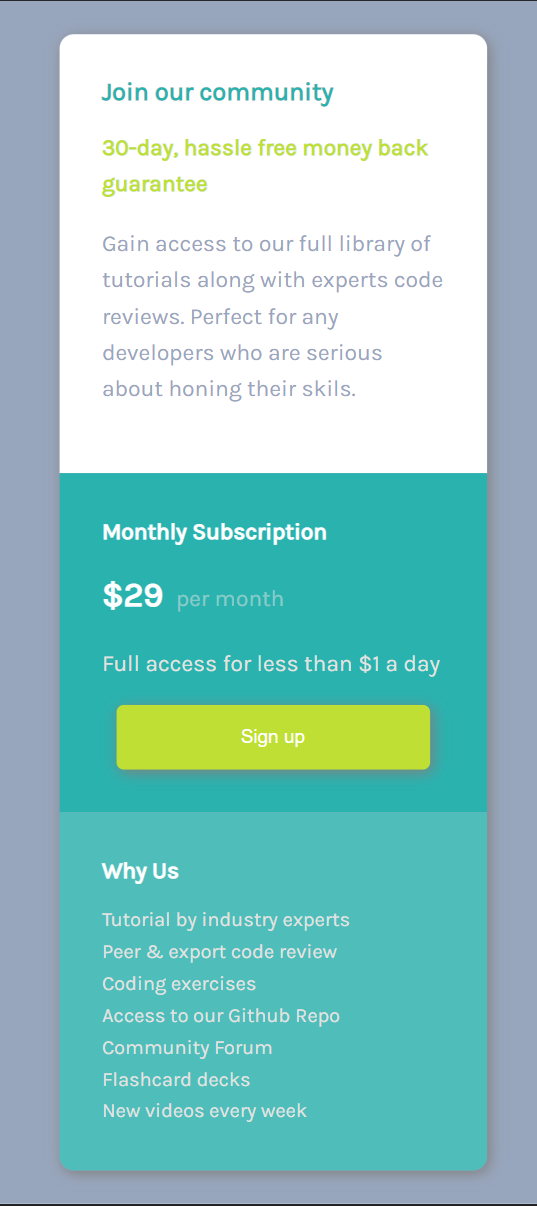 Join our community
30-day, hassle free money back
guarantee
Gain access to our full library of
tutorials along with experts code
reviews. Perfect for any
developers who are serious
about honing their skils.
Monthly Subscription
$29 per month
Full access for less than $1 a day
Sign up
Why Us
Tutorial by industry experts
Peer & export code review
Coding exercises
Access to our Github Repo
Community Forum
Flashcard decks
New videos every week